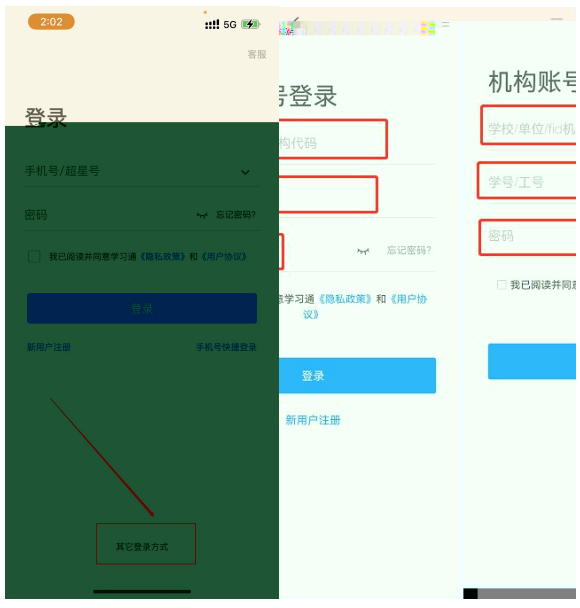 2:02
5G
客服
登录
手机号/超星号
密码
忘记密码?
我已阅读并同意学习通《隐私政策》和《用户协议》
登录
新用户注册
手机号快捷登录
其它登录方式
号登录
构代码
忘记密码?
意学习通《隐私政策》和《用户协
议》
登录
新用户注册
机构账号
学校/单位/fid机
学号/工号
密码
我已阅读并同意